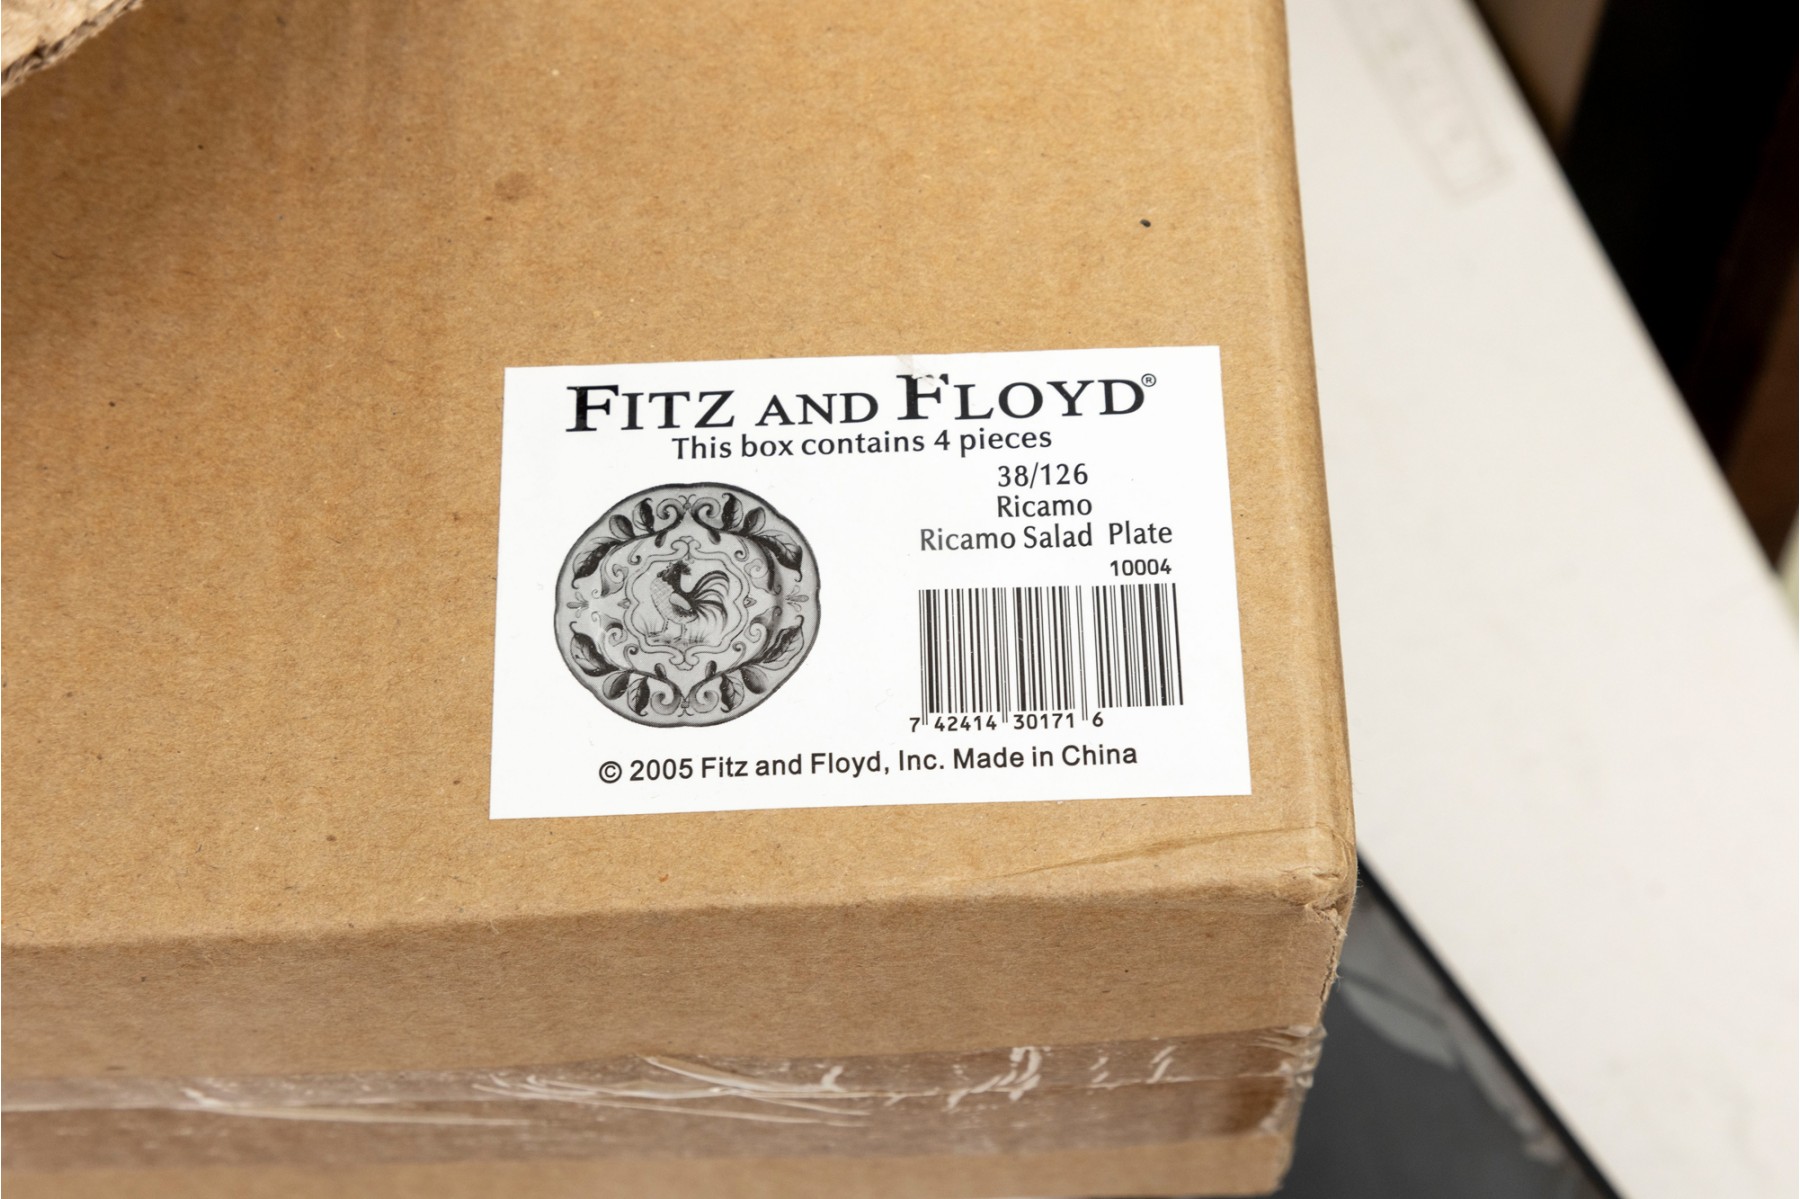 FITZ AND FLOYD®
This box contains 4 pieces
38/126
Ricamo
Ricamo Salad Plate
10004
7 42414 30171 6
© 2005 Fitz and Floyd, Inc. Made in China